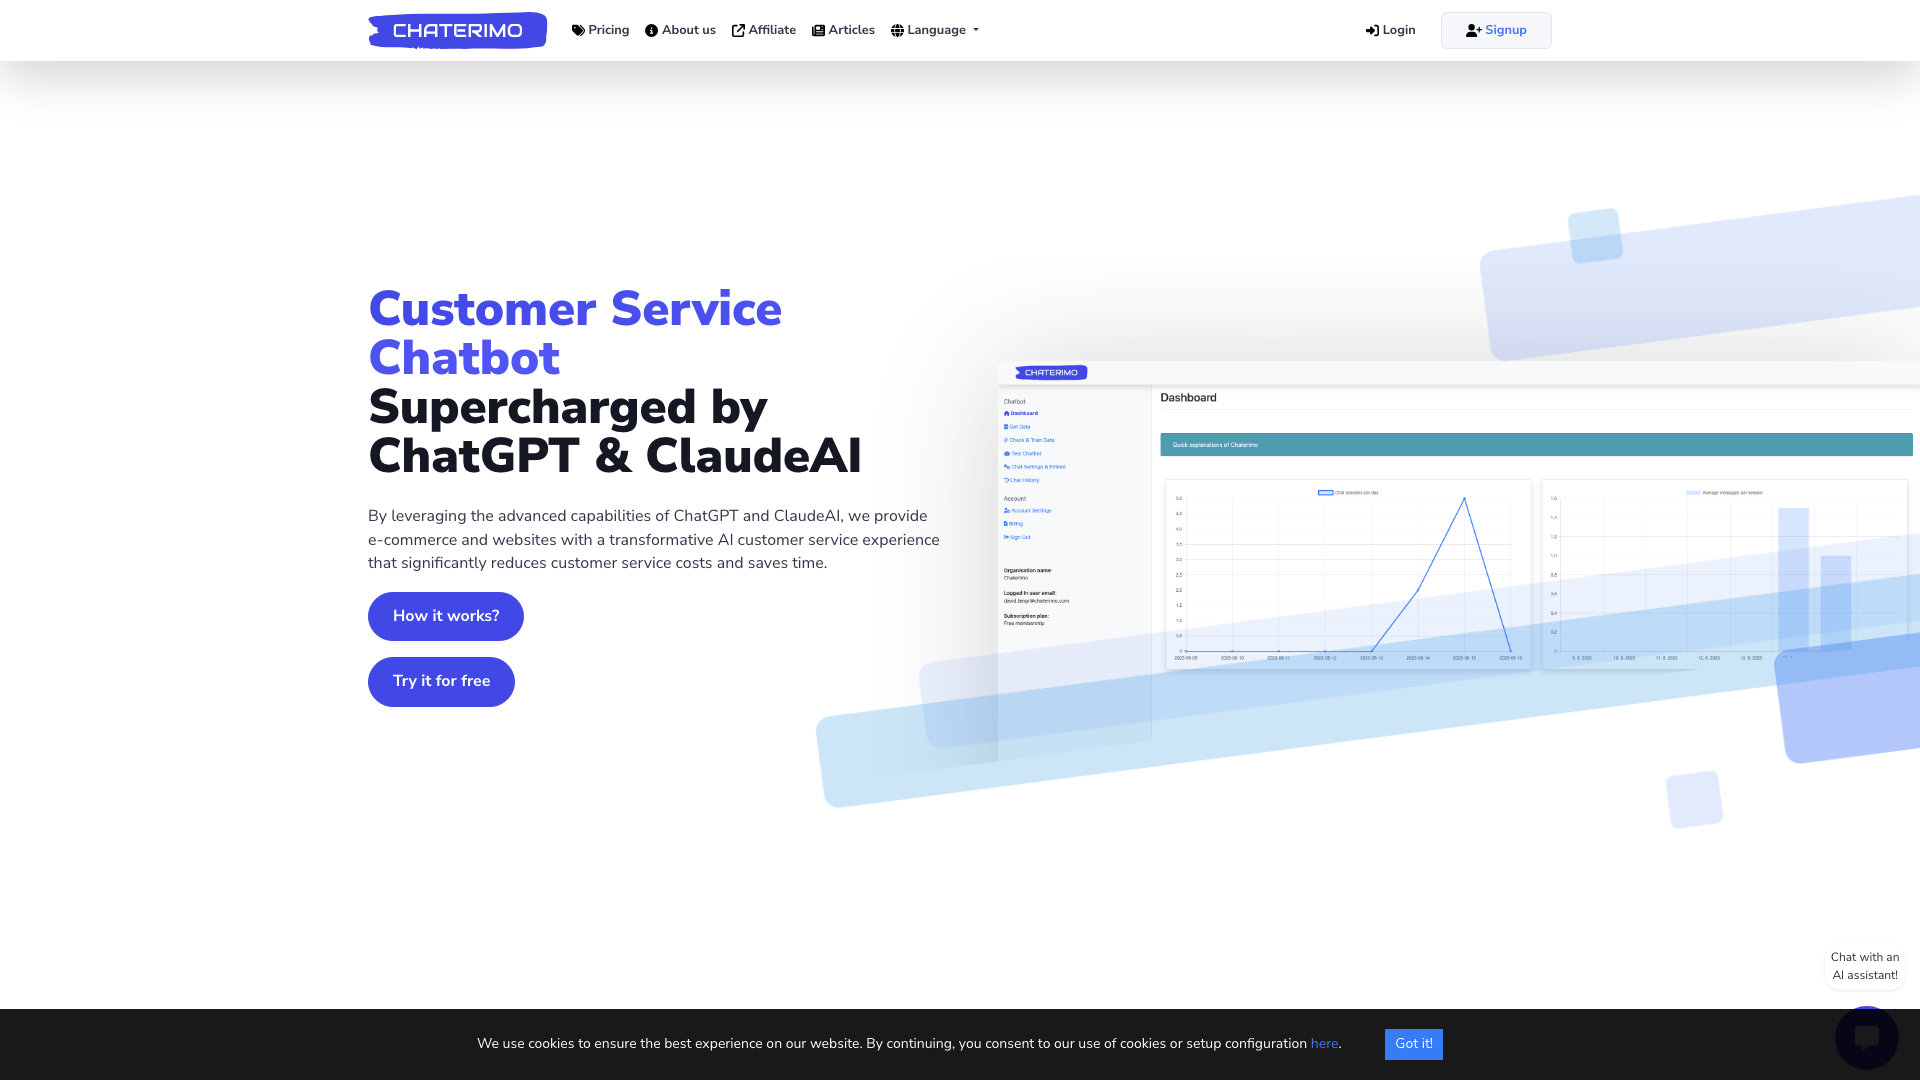 CHATERIMO
Pricing
About us
Affiliate
Articles
Language
Login
Signup
Customer Service
Chatbot
Supercharged by
ChatGPT & ClaudeAI
By leveraging the advanced capabilities of ChatGPT and ClaudeAI, we provide
e-commerce and websites with a transformative AI customer service experience
that significantly reduces customer service costs and saves time.
How it works?
Try it for free
CHATERIMO
Chatbot
Dashboard
Get Data
Check & Train Data
Test Chatbot
Chat Settings & Embed
Chat History
Account
Account Settings
Billing
Sign Out
Organisation name:
Chaterimo
Logged in user email:
david.langr@chaterimo.com
Subscription plan:
Free membership
Dashboard
Quick explanations of Chaterimo
Chat sessions per day
Average messages per session
Chat with an
AI assistant!
We use cookies to ensure the best experience on our website. By continuing, you consent to our use of cookies or setup configuration here.
Got it!